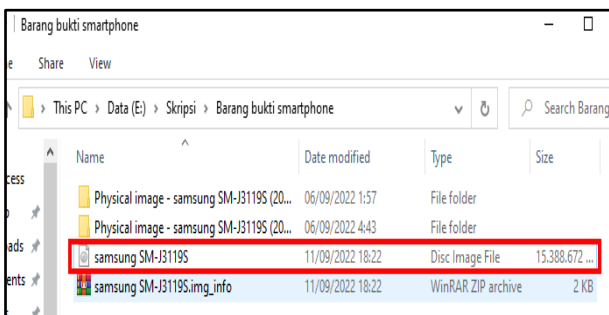 Barang bukti smartphone
Share View
This PC > Data (E:) > Skripsi > Barang bukti smartphone Search Barang
Name Date modified Type Size
cess
Physical image - samsung SM-J3119S (20... 06/09/2022 1:57 File folder
Physical image - samsung SM-J3119S (20... 06/09/2022 4:43 File folder
ads samsung SM-J3119S 11/09/2022 18:22 Disc Image File 15.388.672 ...
ents samsung SM-J3119S.img_info 11/09/2022 18:22 WinRAR ZIP archive 2 KB